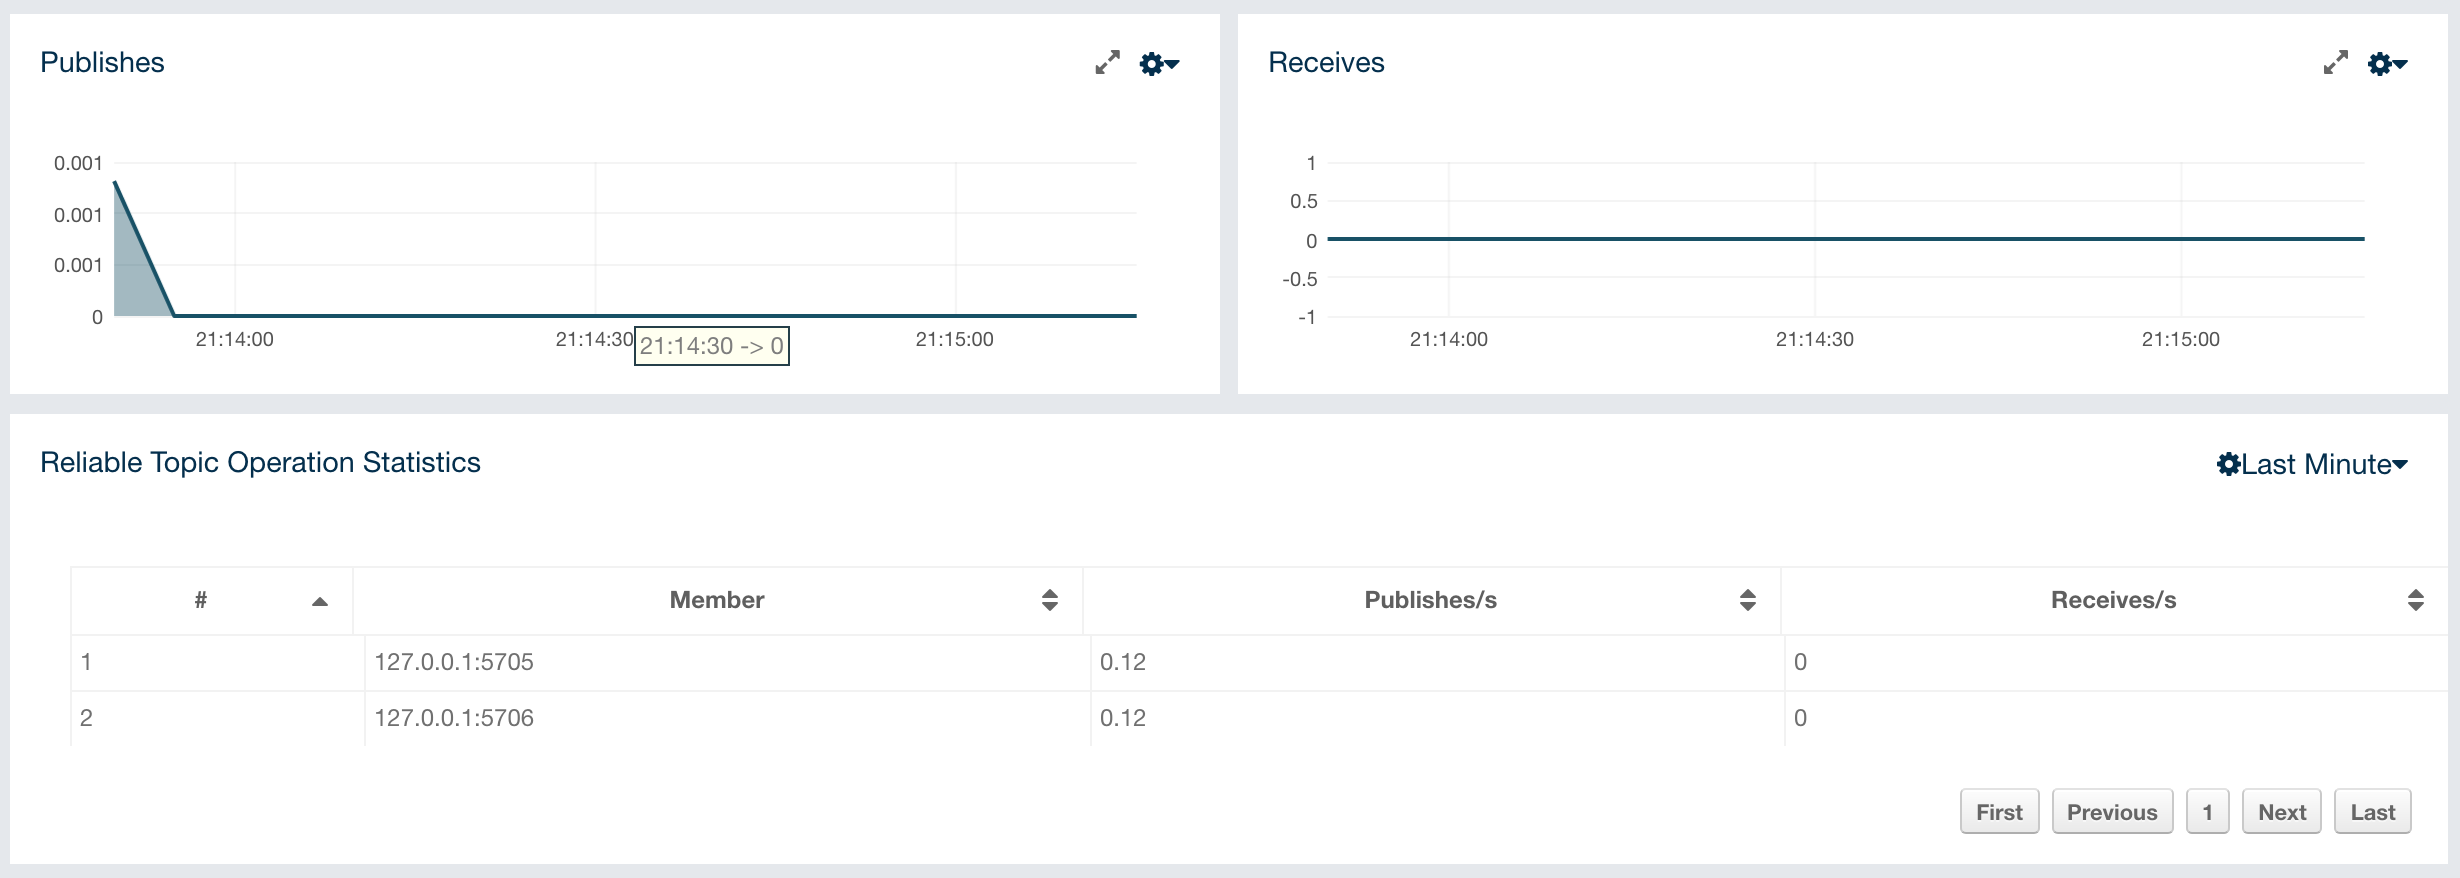 Publishes
0.001
0.001
0.001
0
21:14:00
21:14:30
21:14:30 -> 0
21:15:00
Receives
1
0.5
0
-0.5
-1
21:14:00
21:14:30
21:15:00
Reliable Topic Operation Statistics
Last Minute
# Member Publishes/s Receives/s
1 127.0.0.1:5705 0.12 0
2 127.0.0.1:5706 0.12 0
First Previous 1 Next Last